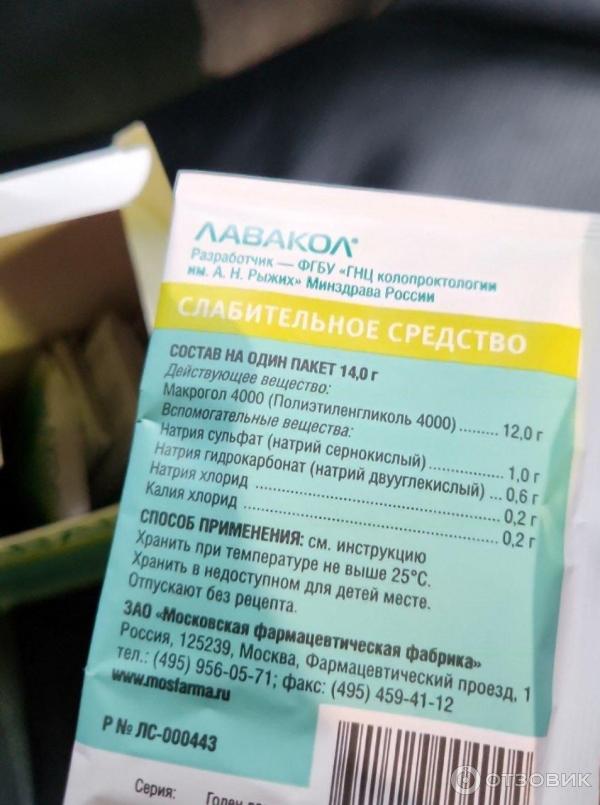 ЛАВАКОЛ®
Разработчик — ФГБУ «ГНЦ колопроктологии
им. А. Н. Рыжих» Минздрава России
СЛАБИТЕЛЬНОЕ СРЕДСТВО
СОСТАВ НА ОДИН ПАКЕТ 14,0 г
Действующее вещество:
Макрогол 4000 (Полиэтиленгликоль 4000) ......... 12,0 г
Вспомогательные вещества:
Натрия сульфат (натрий сернокислый) ................. 1,0 г
Натрия гидрокарбонат (натрий двууглекислый) ... 0,6 г
Натрия хлорид ........................ 0,2 г
Калия хлорид ........................ 0,2 г
СПОСОБ ПРИМЕНЕНИЯ: см. инструкцию
Хранить при температуре не выше 25°С.
Хранить в недоступном для детей месте.
Отпускают без рецепта.
ЗАО «Московская фармацевтическая фабрика»
Россия, 125239, Москва, Фармацевтический проезд, 1
тел.: (495) 956-05-71; факс: (495) 459-41-12
www.mosfarma.ru
Р № ЛС-000443
Серия: Годен
ОТЗОВИК